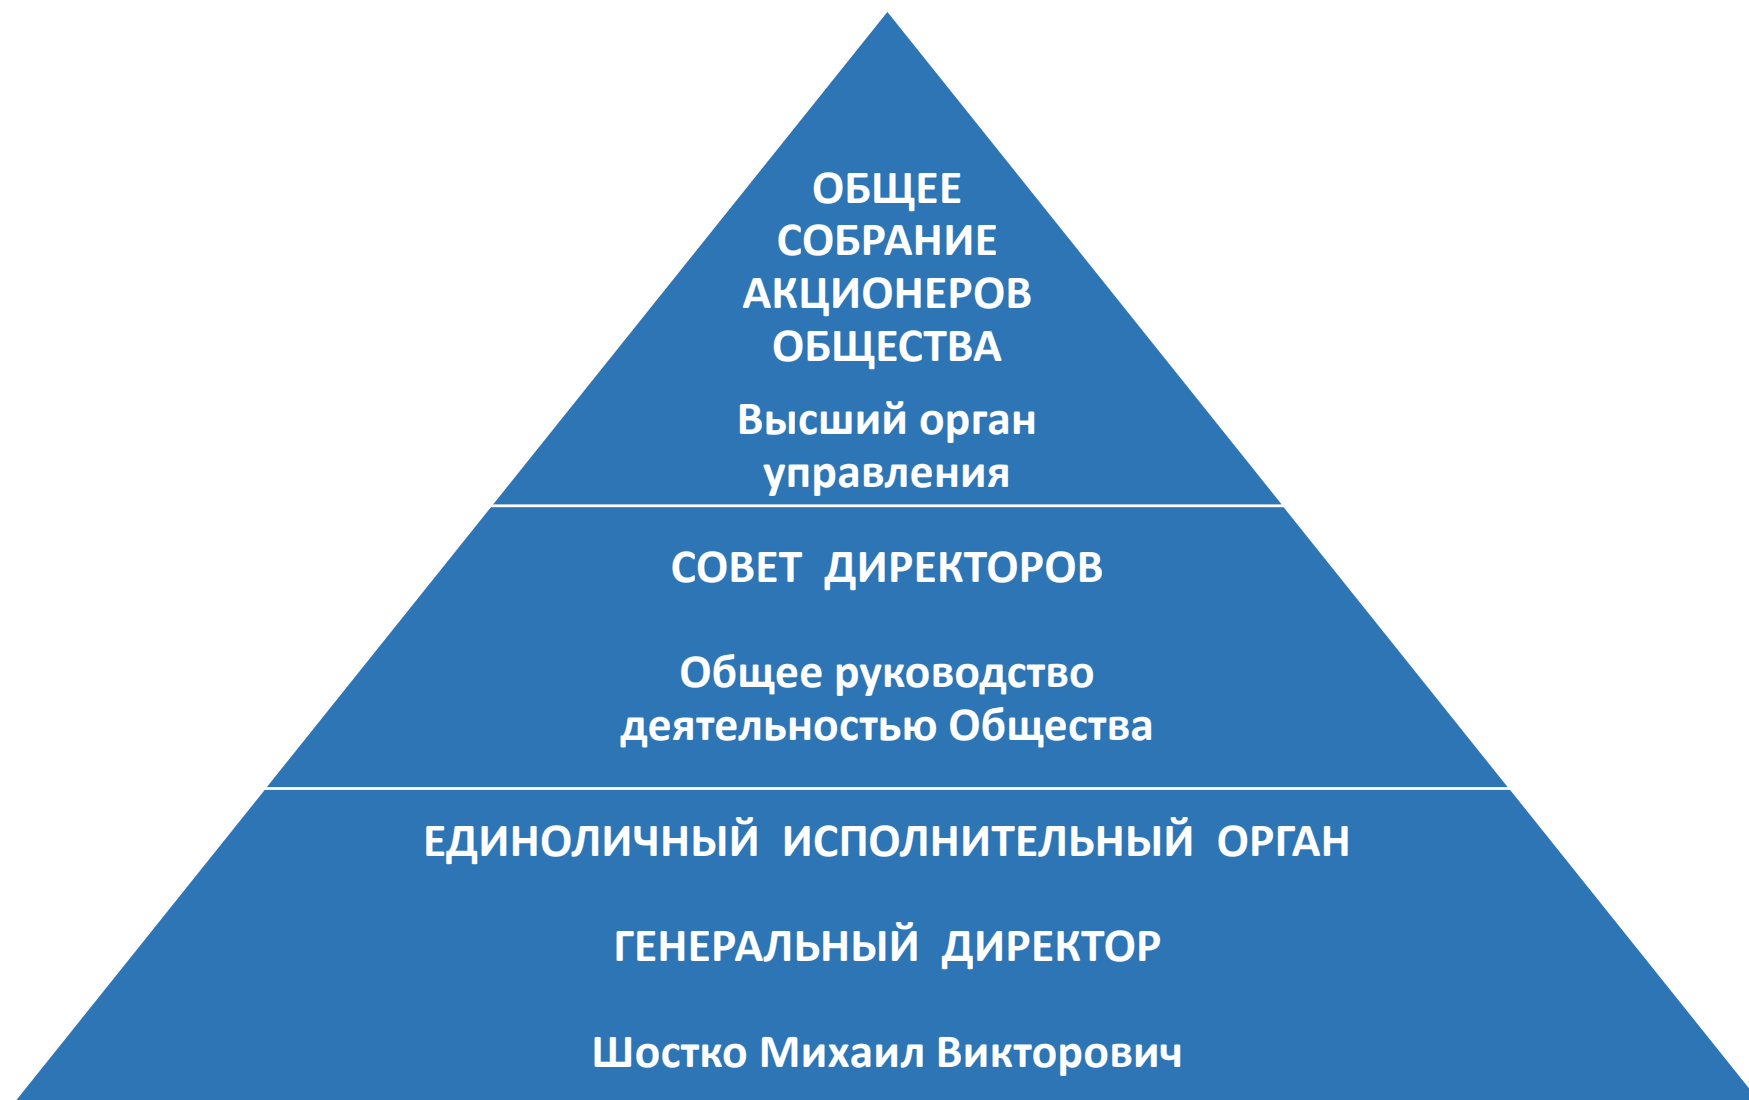 ОБЩЕЕ
СОБРАНИЕ
АКЦИОНЕРОВ
ОБЩЕСТВА
Высший орган
управления
СОВЕТ ДИРЕКТОРОВ
Общее руководство
деятельностью Общества
ЕДИНОЛИЧНЫЙ ИСПОЛНИТЕЛЬНЫЙ ОРГАН
ГЕНЕРАЛЬНЫЙ ДИРЕКТОР
Шостко Михаил Викторович